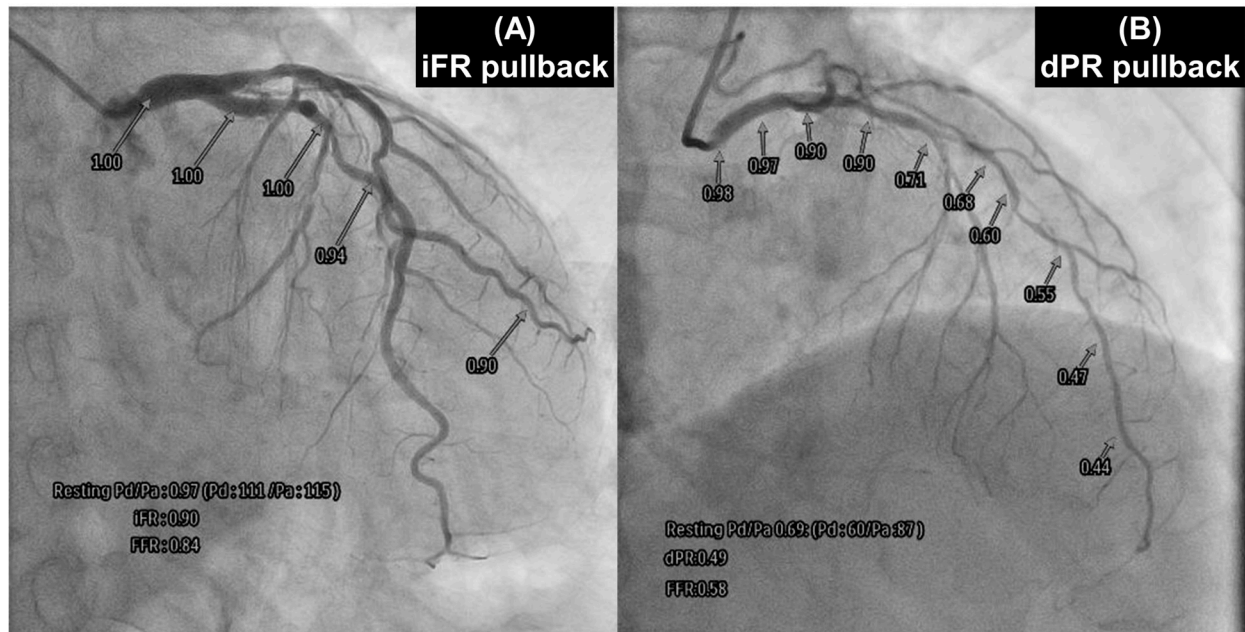 (A)
iFR pullback
1.00
1.00
1.00
0.94
0.90
Resting Pd/Pa : 0.97 (Pd : 111 /Pa : 115 )
iFR : 0.90
FFR : 0.84
(B)
dPR pullback
0.98
0.97
0.90
0.90
0.71
0.68
0.60
0.55
0.47
0.44
Resting Pd/Pa 0.69: (Pd : 60/Pa :87 )
dPR:0.49
FFR:0.58